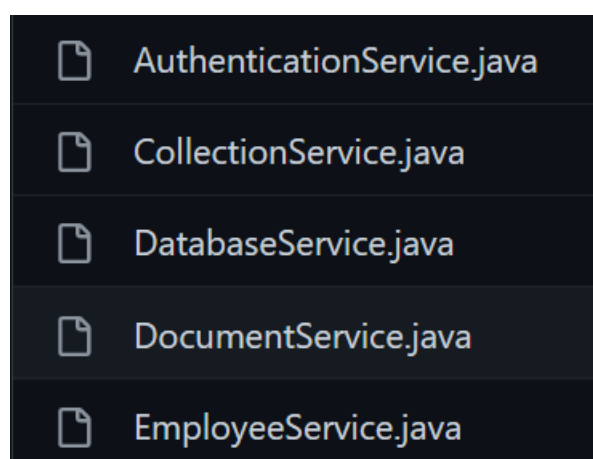 AuthenticationService.java
CollectionService.java
DatabaseService.java
DocumentService.java
EmployeeService.java